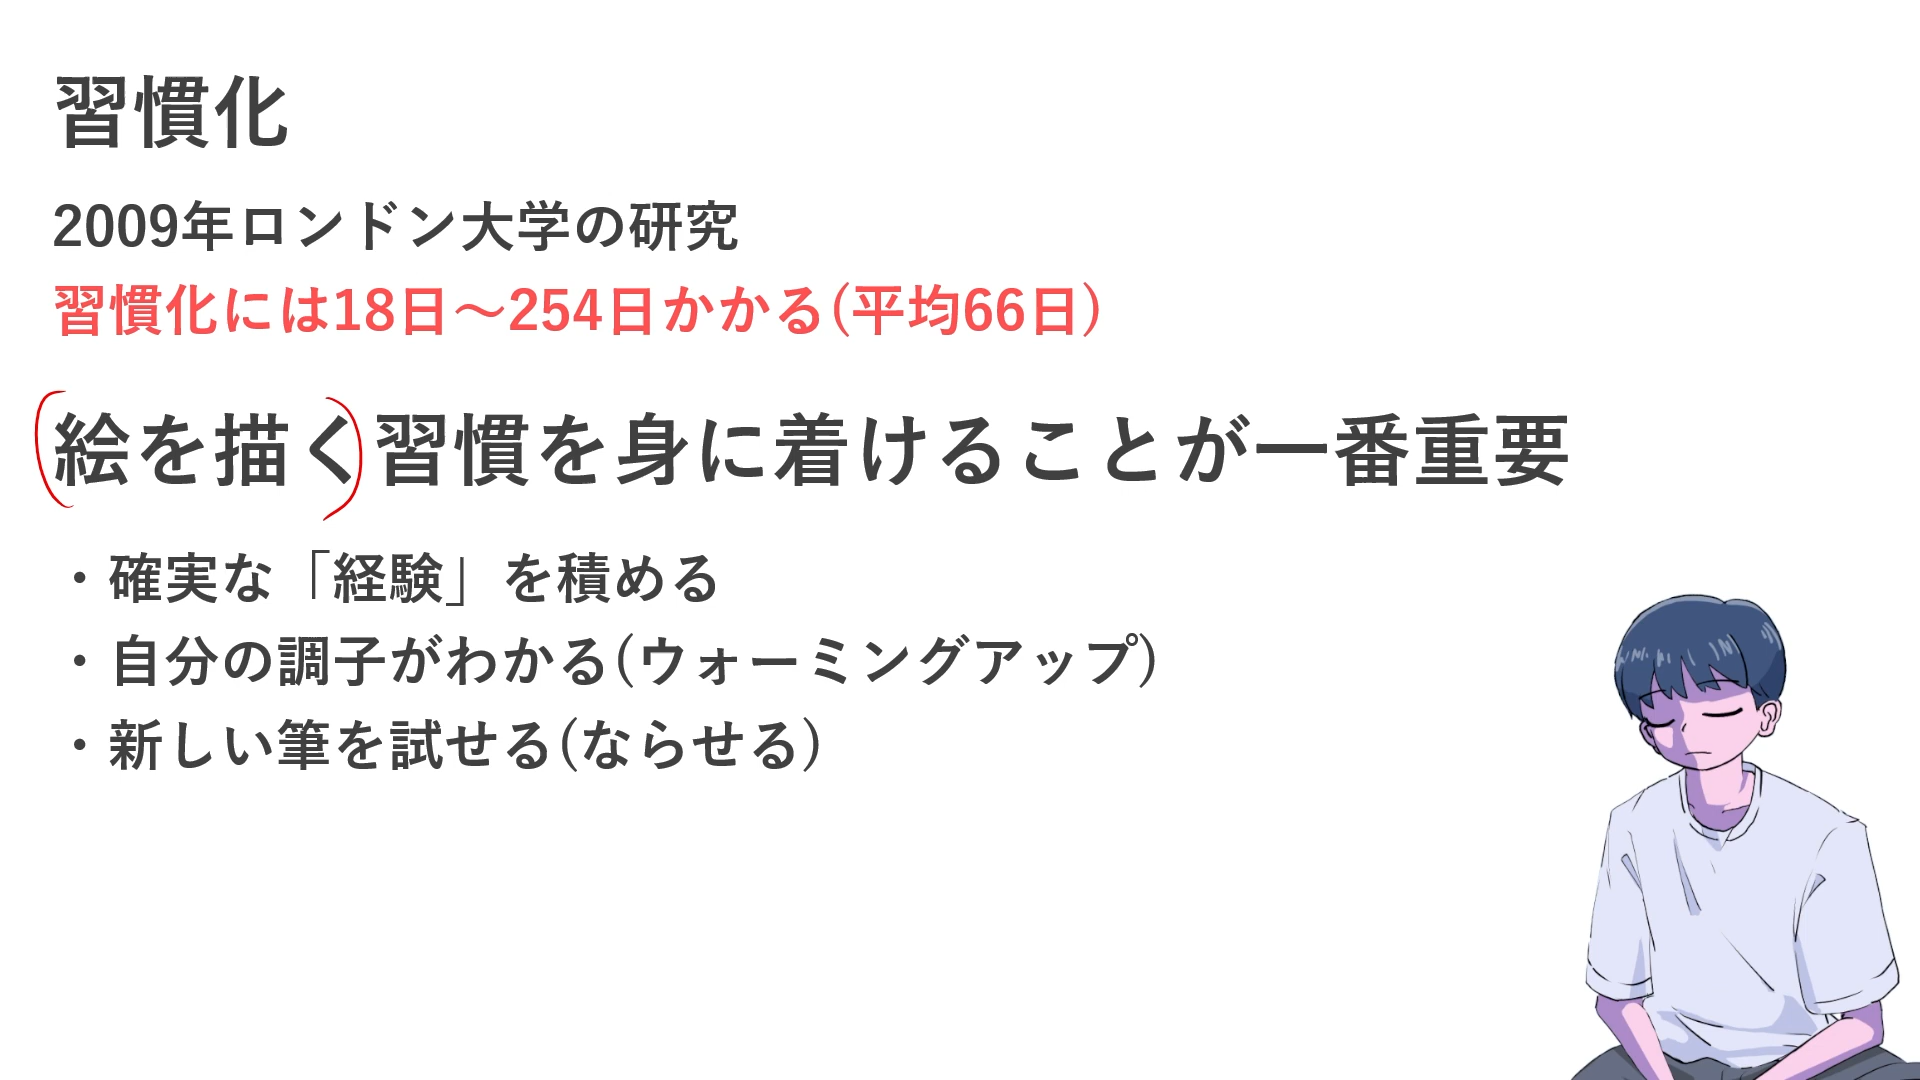 習慣化
2009年ロンドン大学の研究
習慣化には18日～254日かかる(平均66日)
(絵を描く)習慣を身に着けることが一番重要
・確実な「経験」を積める
・自分の調子がわかる(ウォーミングアップ)
・新しい筆を試せる(ならせる)